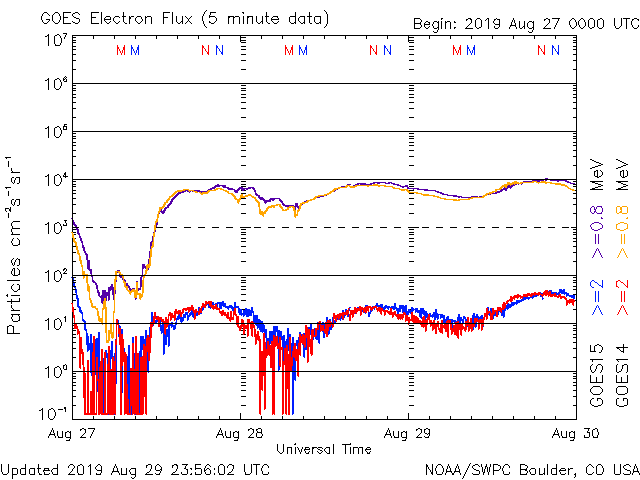 GOES Electron Flux (5 minute data)
Begin: 2019 Aug 27 0000 UTC
M M N N M M N N M M N N
10⁷
10⁶
10⁵
10⁴
10³
10²
10¹
10⁰
10⁻¹
Particles cm⁻²s⁻¹sr⁻¹
GOES15 >=2 >=0.8 MeV
GOES14 >=2 >=0.8 MeV
Aug 27 Aug 28 Aug 29 Aug 30
Universal Time
Updated 2019 Aug 29 23:56:02 UTC
NOAA/SWPC Boulder, CO USA